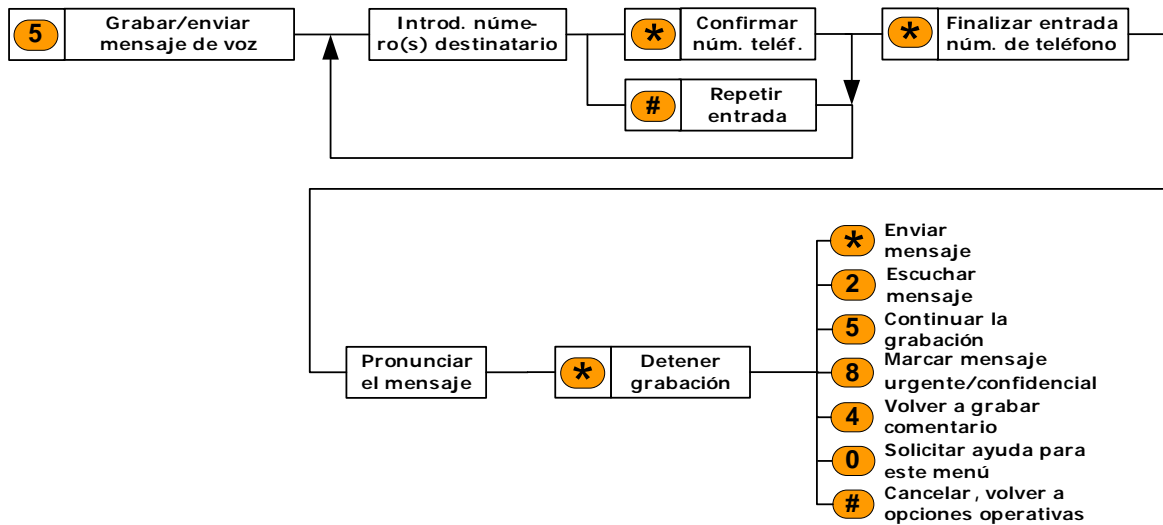 5
Grabar/enviar
mensaje de voz
Introd. núme-
ro(s) destinatario
*
Confirmar
núm. teléf.
*
Finalizar entrada
núm. de teléfono
#
Repetir
entrada
Pronunciar
el mensaje
*
Detener
grabación
*
Enviar
mensaje
2
Escuchar
mensaje
5
Continuar la
grabación
8
Marcar mensaje
urgente/confidencial
4
Volver a grabar
comentario
0
Solicitar ayuda para
este menú
#
Cancelar, volver a
opciones operativas